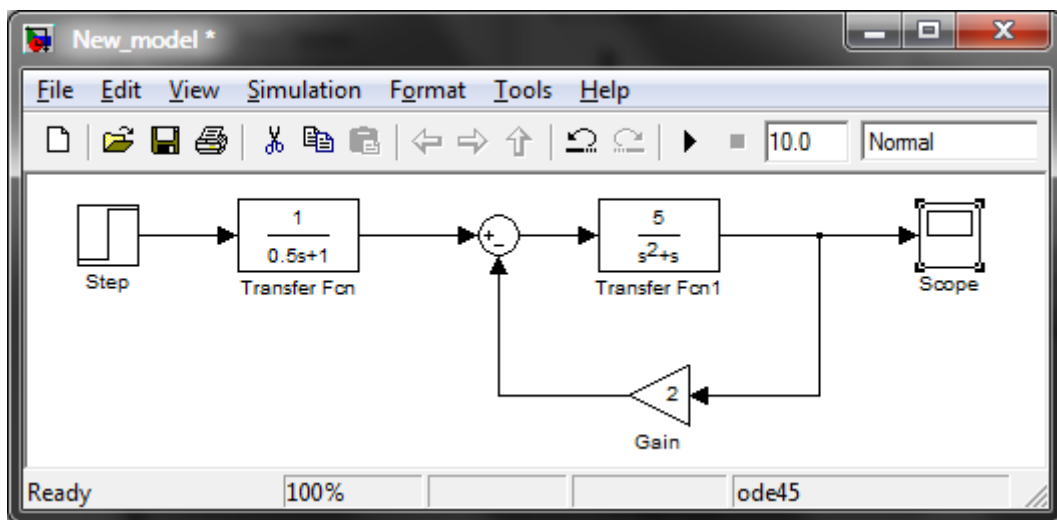 New_model *
File Edit View Simulation Format Tools Help
10.0 Normal
1
0.5s+1
Step
Transfer Fcn
+
-
5
s²+s
Transfer Fcn1
Scope
2
Gain
Ready 100% ode45